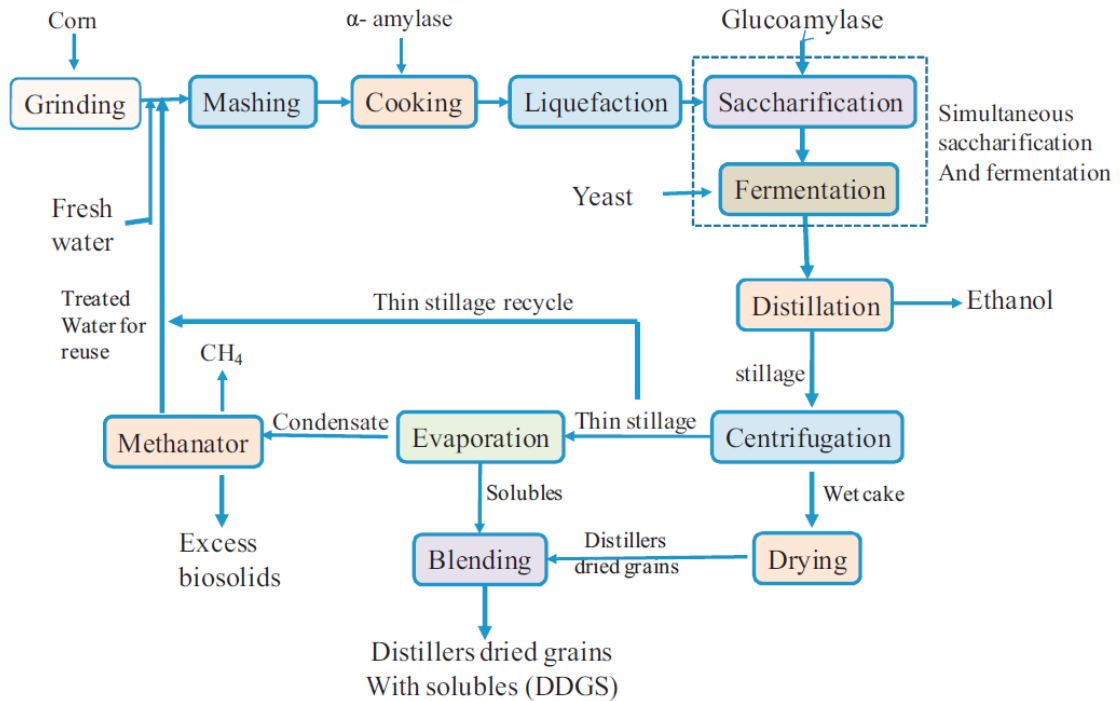 Corn
α- amylase
Glucoamylase
Grinding
Mashing
Cooking
Liquefaction
Saccharification
Simultaneous
saccharification
And fermentation
Yeast
Fermentation
Fresh
water
Treated
Water for
reuse
Thin stillage recycle
Distillation
Ethanol
CH₄
stillage
Methanator
Condensate
Evaporation
Thin stillage
Centrifugation
Solubles
Wet cake
Excess
biosolids
Blending
Distillers
dried grains
Drying
Distillers dried grains
With solubles (DDGS)